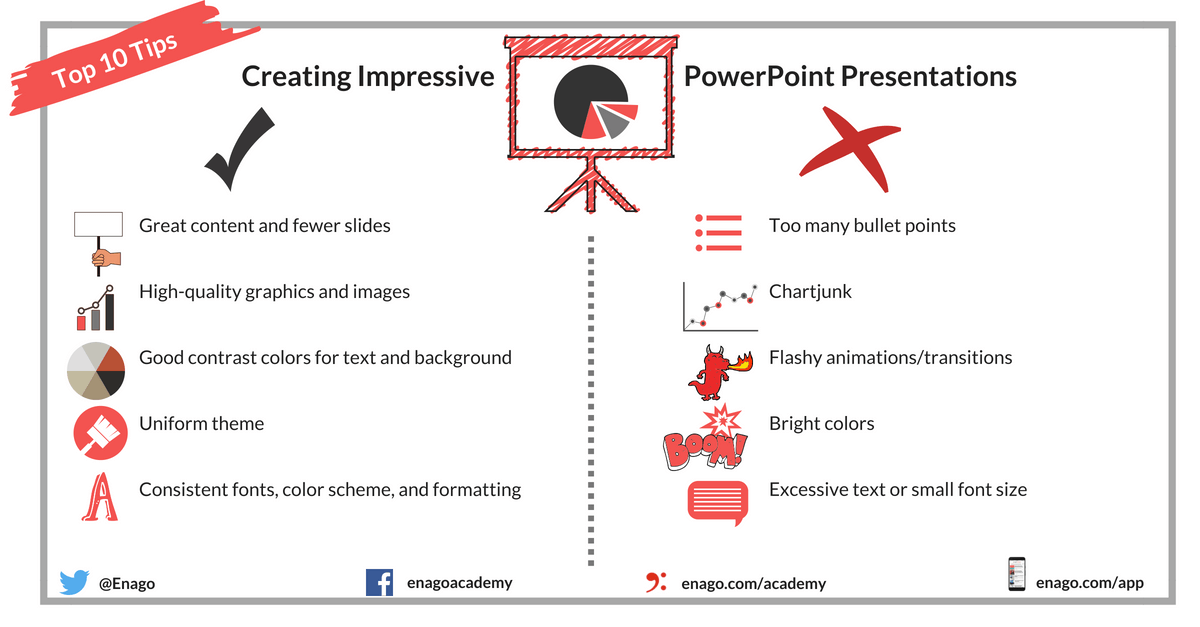 Top 10 Tips
Creating Impressive PowerPoint Presentations
Great content and fewer slides
High-quality graphics and images
Good contrast colors for text and background
Uniform theme
A
Consistent fonts, color scheme, and formatting
Too many bullet points
Chartjunk
Flashy animations/transitions
BOOM!
Bright colors
Excessive text or small font size
@Enago
f
enagoacademy
enago.com/academy
enago.com/app